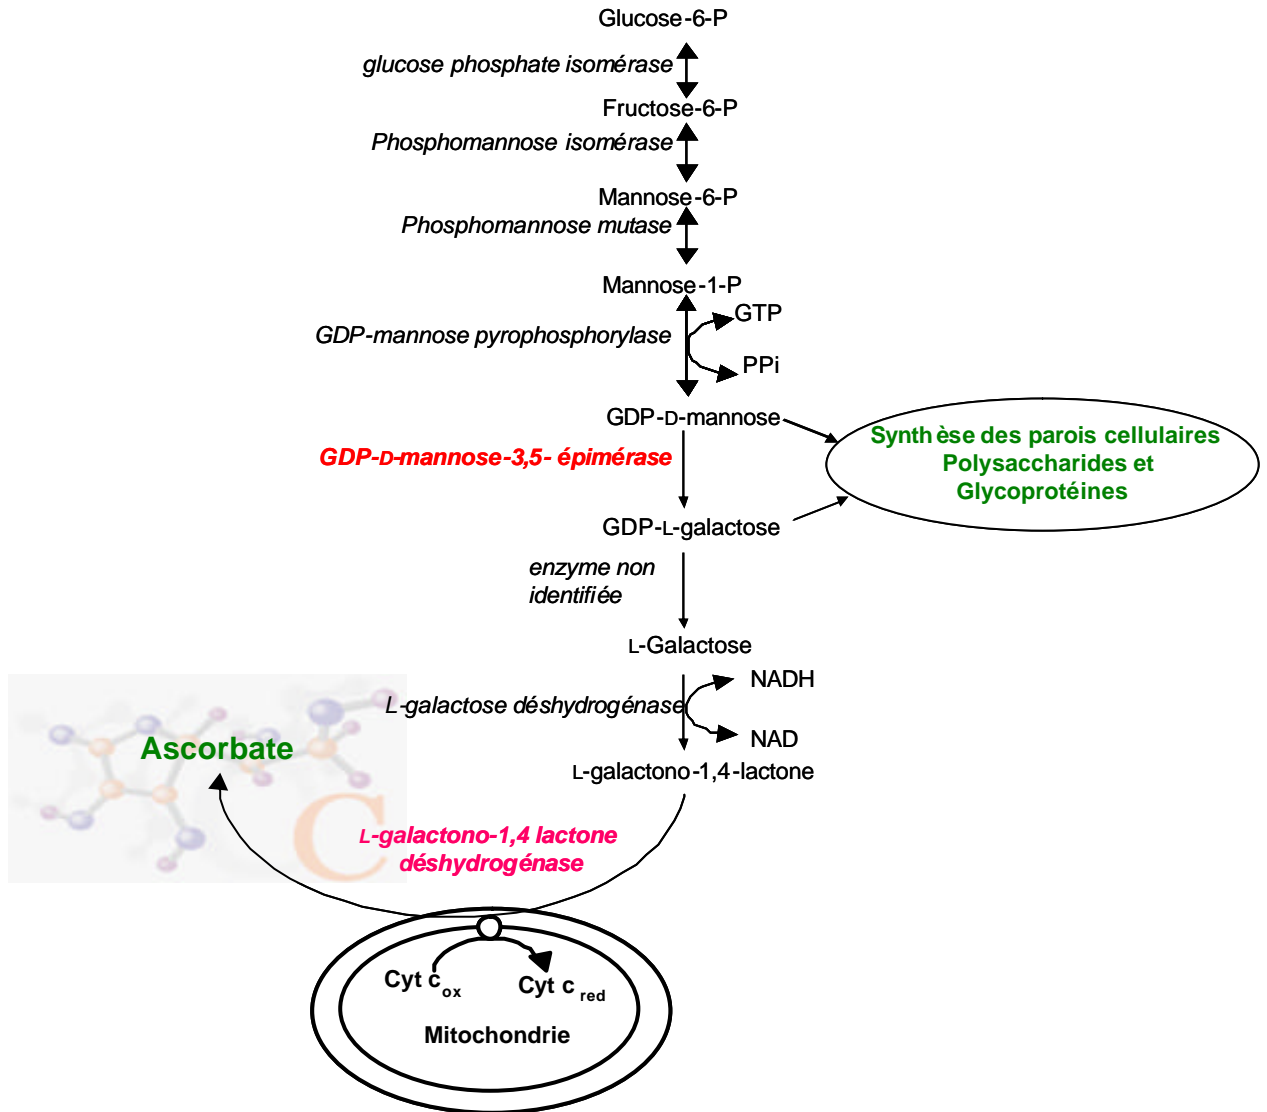 Glucose-6-P
glucose phosphate isomérase
Fructose-6-P
Phosphomannose isomérase
Mannose-6-P
Phosphomannose mutase
Mannose-1-P
GTP
GDP-mannose pyrophosphorylase
PPi
GDP-D-mannose
Synthèse des parois cellulaires
Polysaccharides et
Glycoprotéines
GDP-D-mannose-3,5- épimérase
GDP-L-galactose
enzyme non
identifiée
L-Galactose
NADH
L-galactose déshydrogénase
NAD
Ascorbate
L-galactono-1,4-lactone
C
L-galactono-1,4 lactone
déshydrogénase
Cyt c ox
Cyt c red
Mitochondrie